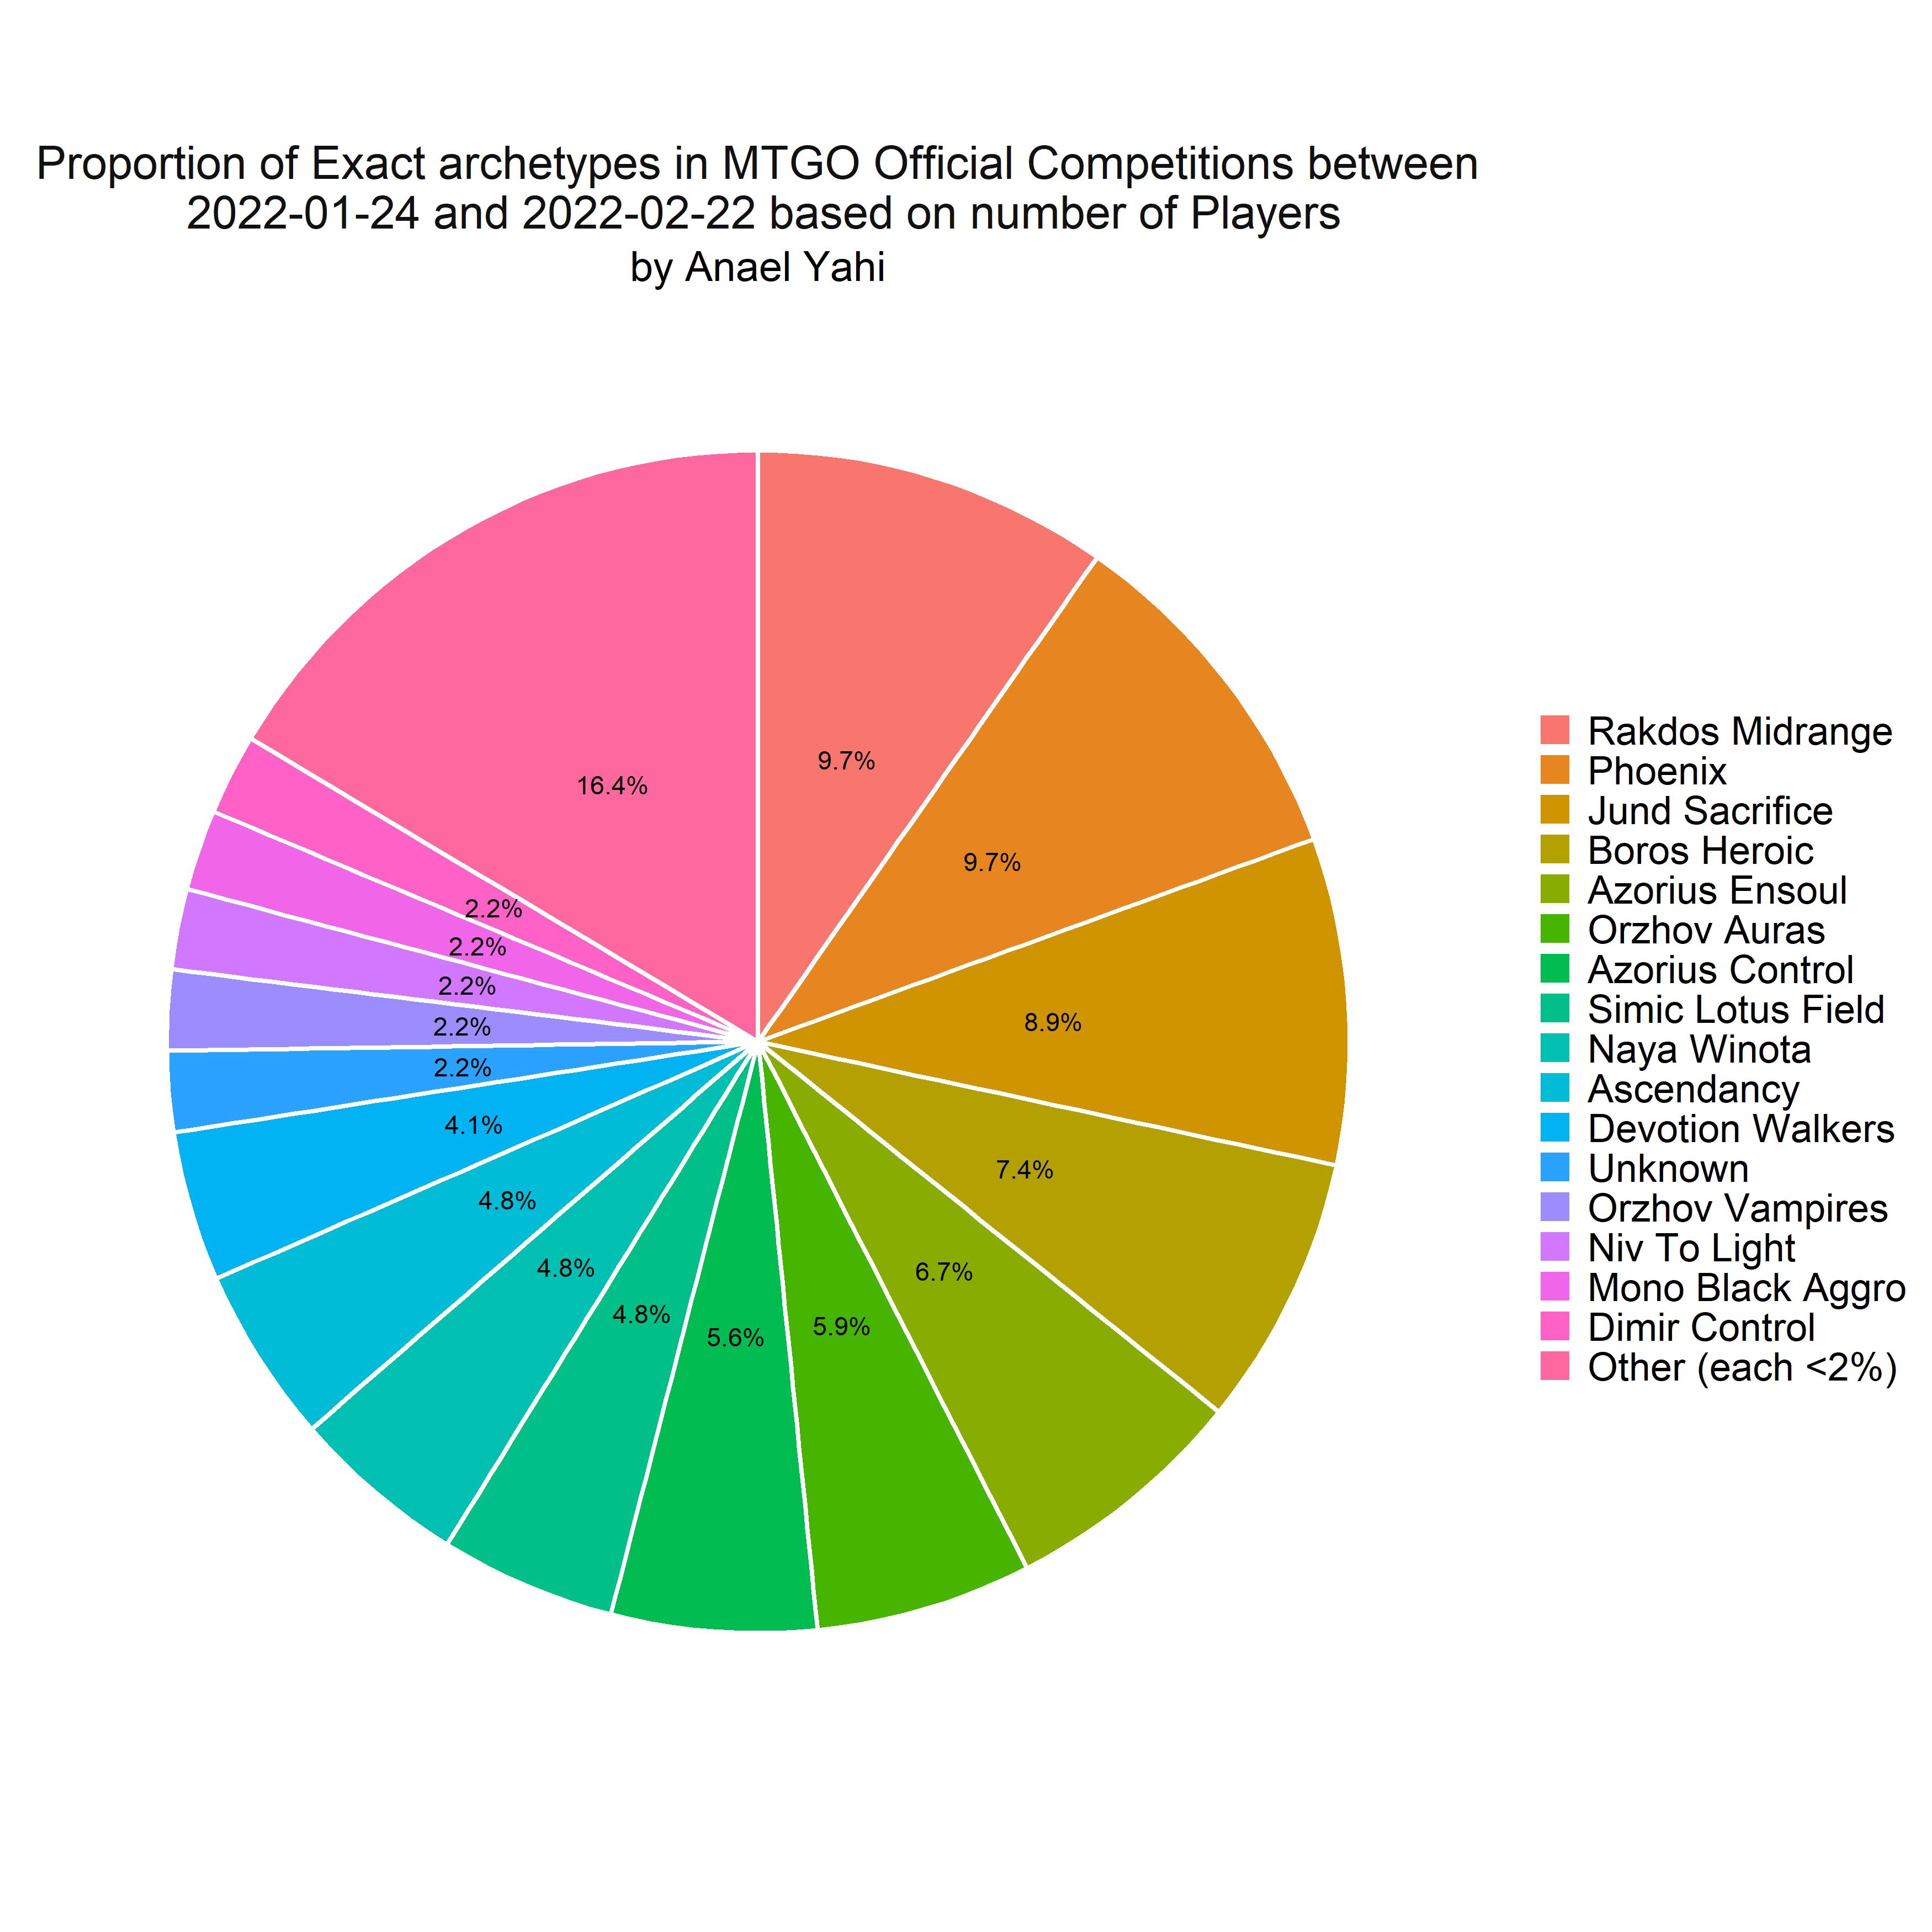 Proportion of Exact archetypes in MTGO Official Competitions between
2022-01-24 and 2022-02-22 based on number of Players
by Anael Yahi
9.7%
9.7%
8.9%
7.4%
6.7%
5.9%
5.6%
4.8%
4.8%
4.8%
4.1%
2.2%
2.2%
2.2%
2.2%
2.2%
16.4%
Rakdos Midrange
Phoenix
Jund Sacrifice
Boros Heroic
Azorius Ensoul
Orzhov Auras
Azorius Control
Simic Lotus Field
Naya Winota
Ascendancy
Devotion Walkers
Unknown
Orzhov Vampires
Niv To Light
Mono Black Aggro
Dimir Control
Other (each <2%)